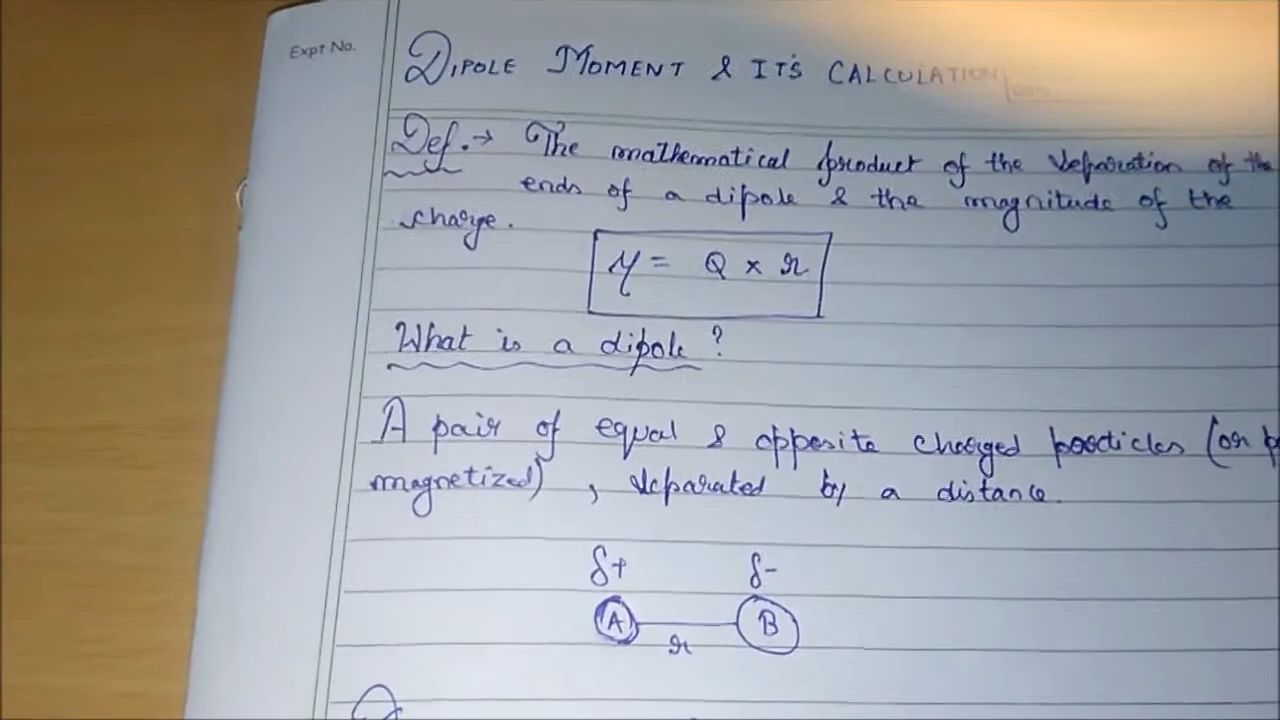 Expt No.
DIPOLE MOMENT & IT'S CALCULATION
Def. → The mathematical product of the separation of the
ends of a dipole & the magnitude of the
charge.
μ = Q × r
What is a dipole ?
A pair of equal & opposite charged particles (or
magnetized) , separated by a distance.
δ+ δ-
A B
r